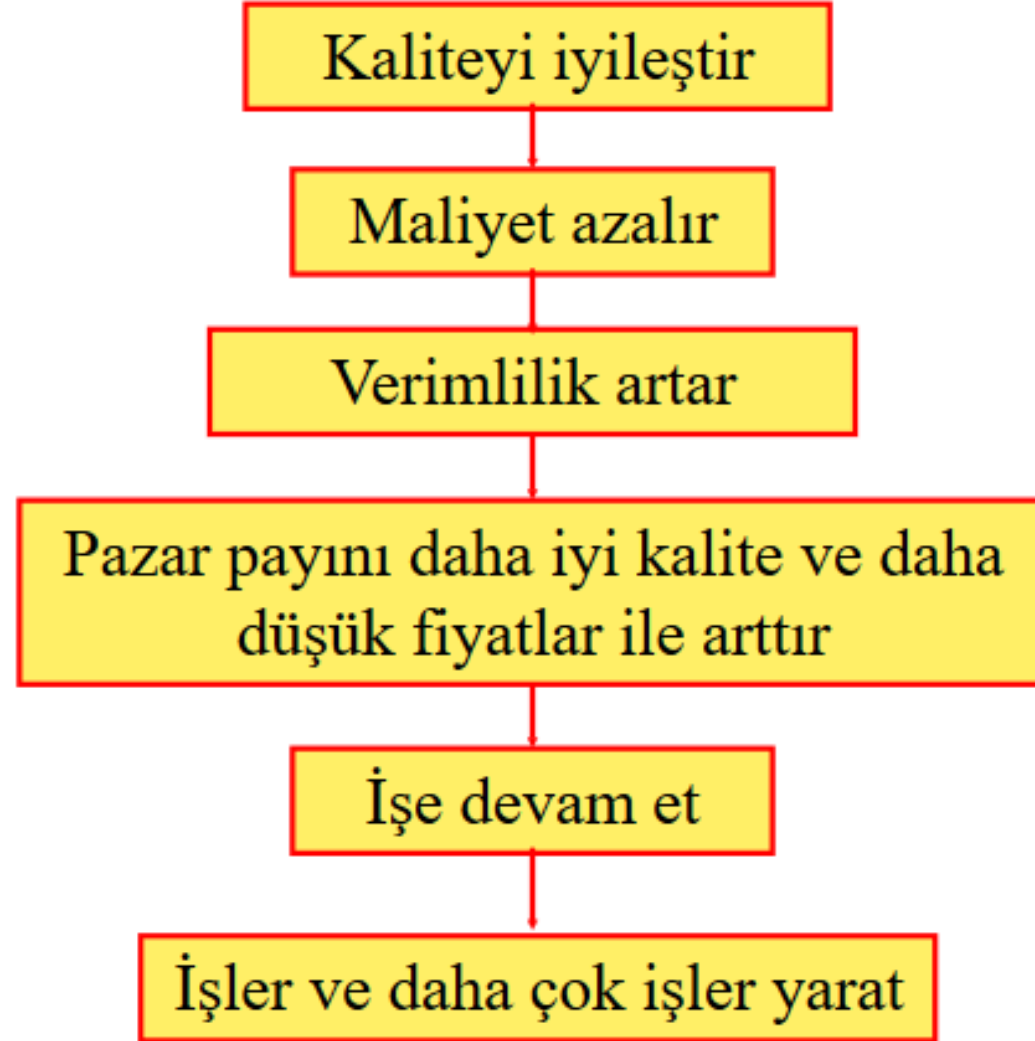 Kaliteyi iyileştir
Maliyet azalır
Verimlilik artar
Pazar payını daha iyi kalite ve daha
düşük fiyatlar ile arttır
İşe devam et
İşler ve daha çok işler yarat